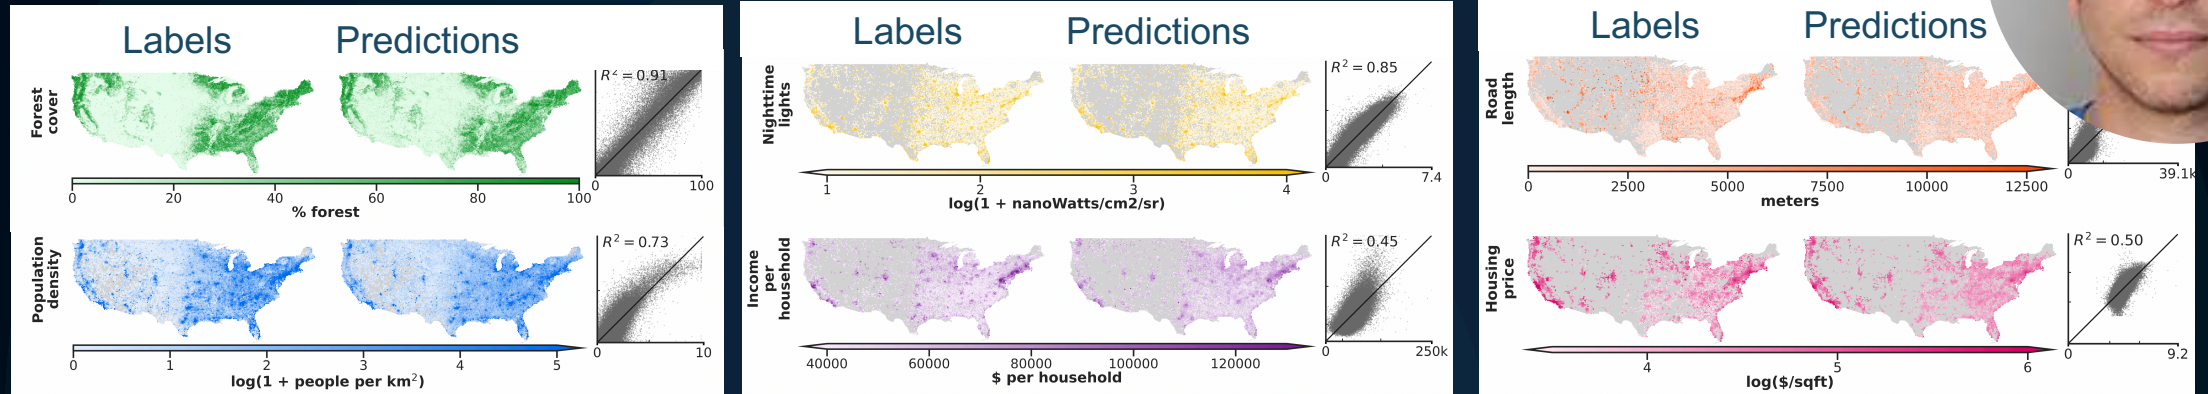 Labels Predictions
Forest
cover
R² = 0.91
0 100
0 20 40 60 80 100
% forest
Population
density
R² = 0.73
0 10
0 1 2 3 4 5
log(1 + people per km²)
Labels Predictions
Nighttime
lights
R² = 0.85
0 7.4
1 2 3 4
log(1 + nanoWatts/cm2/sr)
Income
per
household
R² = 0.45
0 250k
40000 60000 80000 100000 120000
$ per household
Labels Predictions
Road
length
0 39.1k
0 2500 5000 7500 10000 12500
meters
Housing
price
R² = 0.50
0 9.2
4 5 6
log($/sqft)